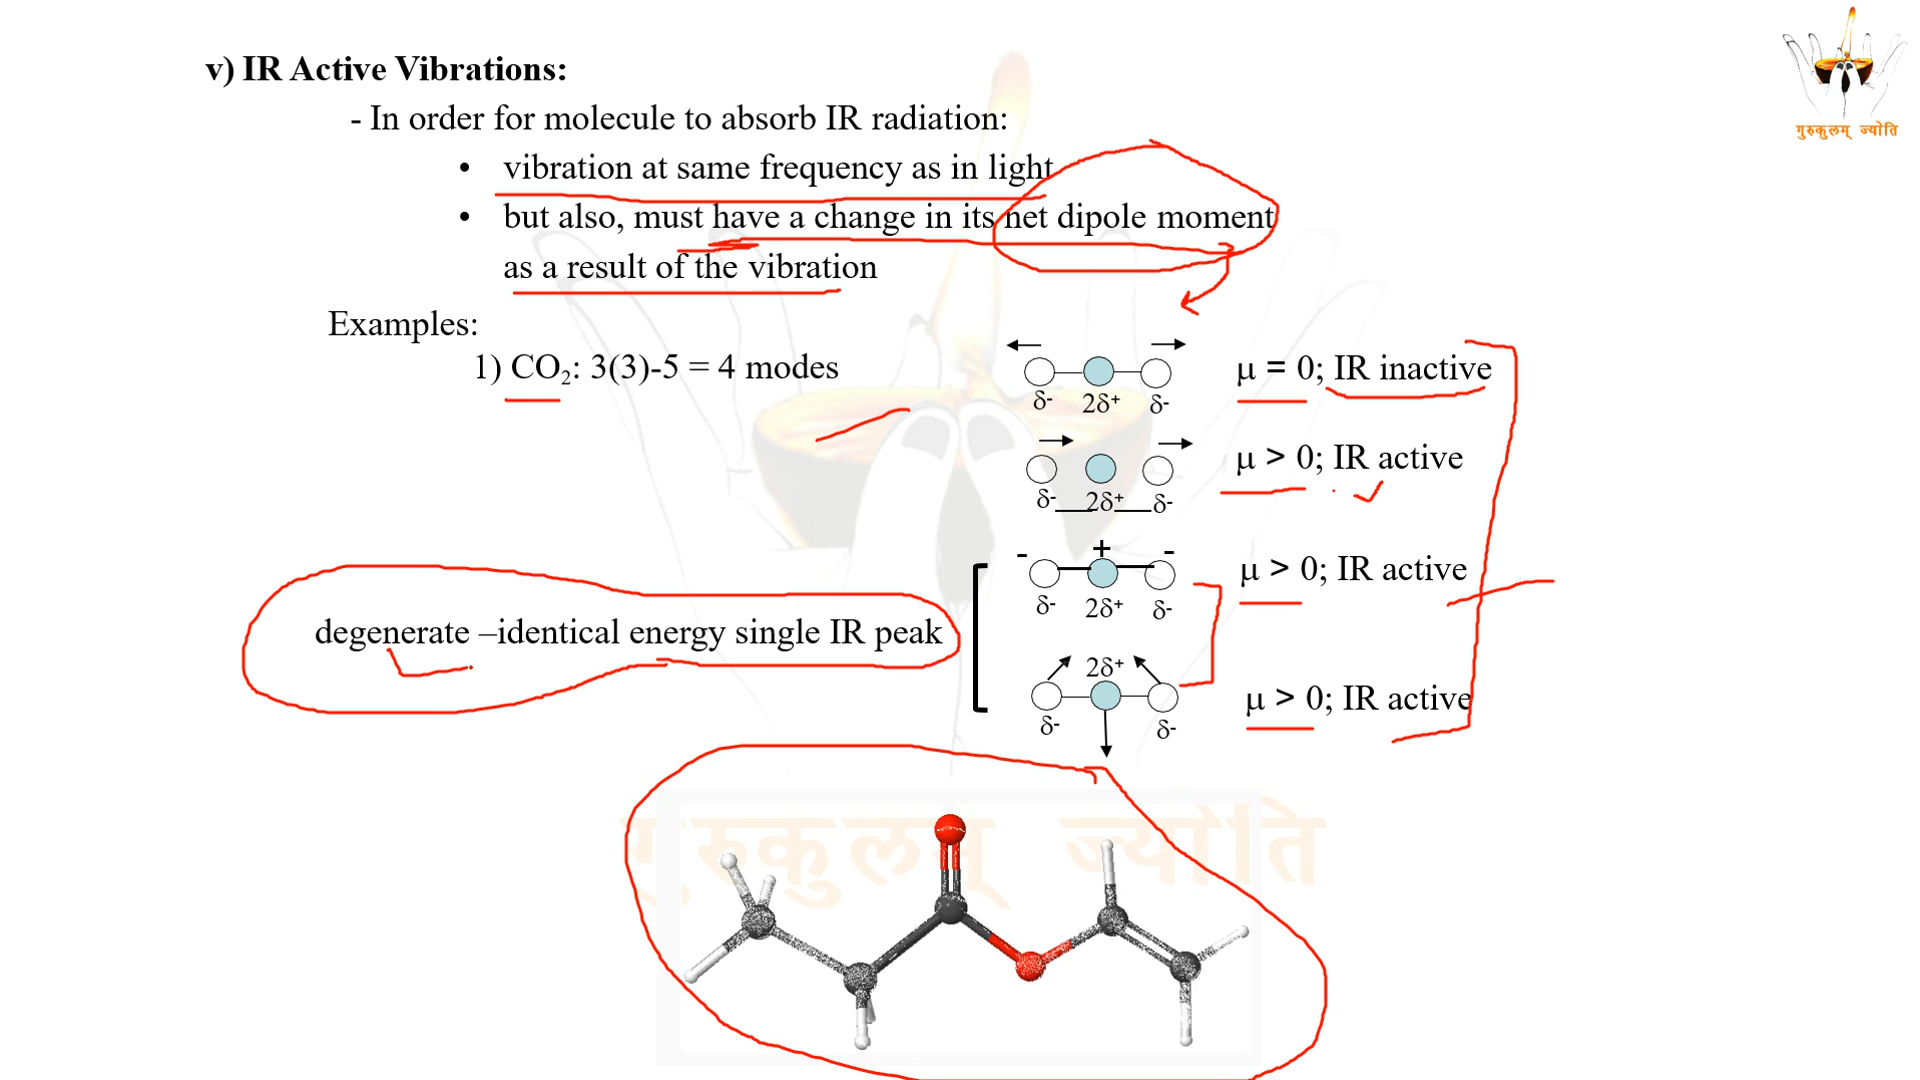 v) IR Active Vibrations:
- In order for molecule to absorb IR radiation:
• vibration at same frequency as in light
• but also, must have a change in its net dipole moment
as a result of the vibration
Examples:
1) CO₂: 3(3)-5 = 4 modes
δ- 2δ+ δ-
μ = 0; IR inactive
δ- 2δ+ δ-
μ > 0; IR active
- + -
δ- 2δ+ δ-
μ > 0; IR active
degenerate –identical energy single IR peak
2δ+
δ- δ-
μ > 0; IR active
गुरुकुलम् ज्योति
गुरुकुलम् ज्योति